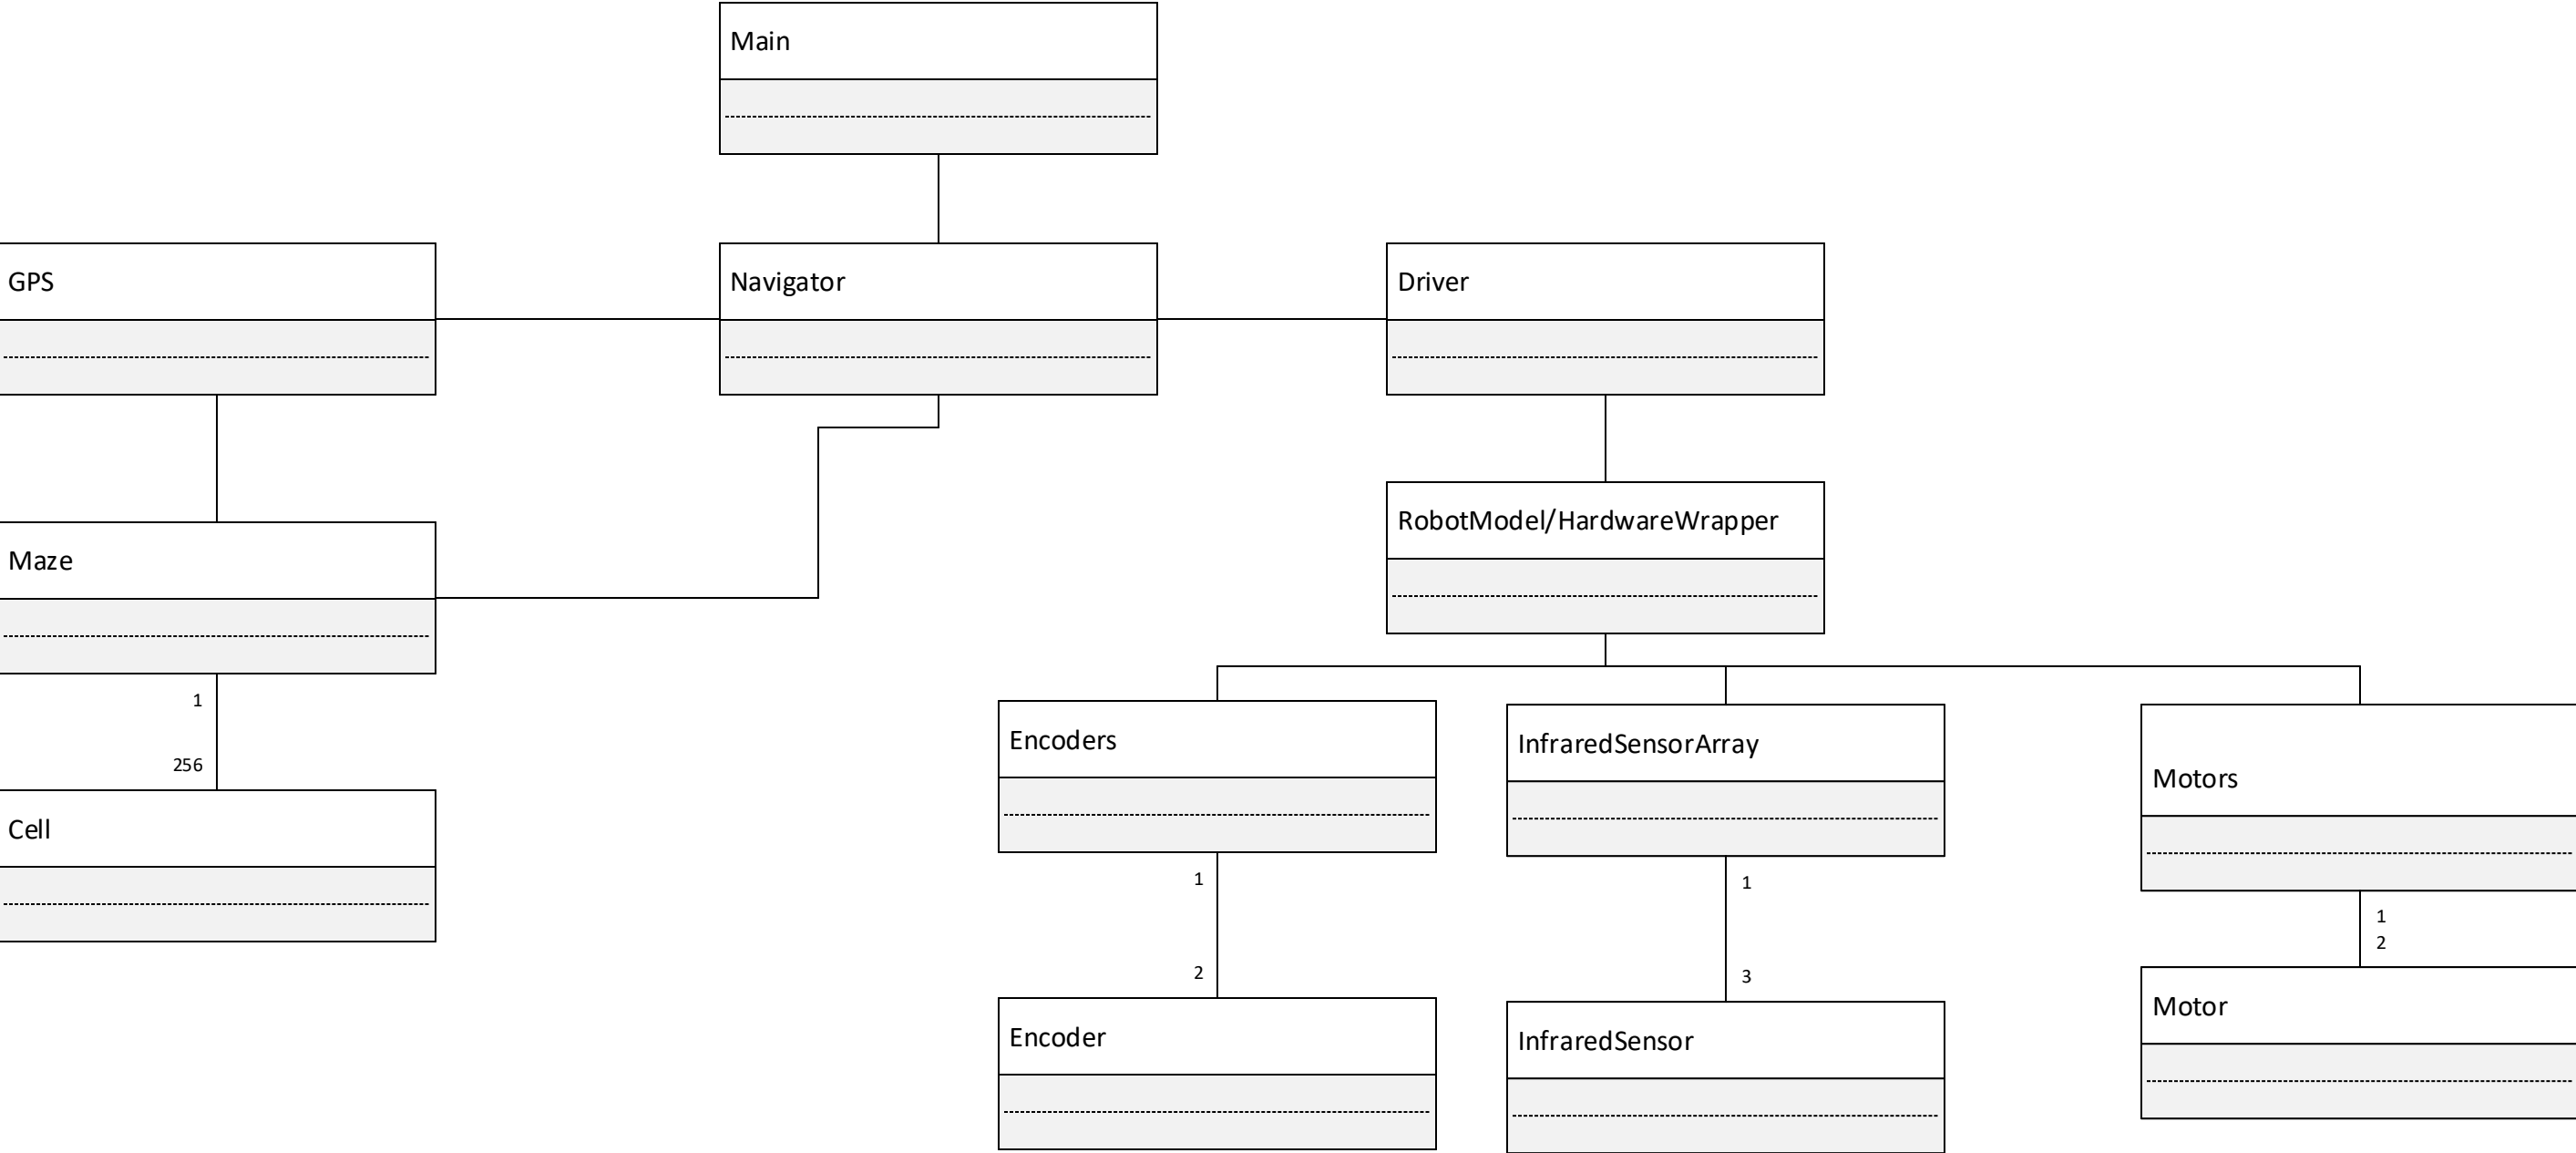 Main
GPS
Navigator
Driver
RobotModel/HardwareWrapper
Maze
1
256
Cell
Encoders
InfraredSensorArray
Motors
1
1
1
2
2
3
Encoder
InfraredSensor
Motor